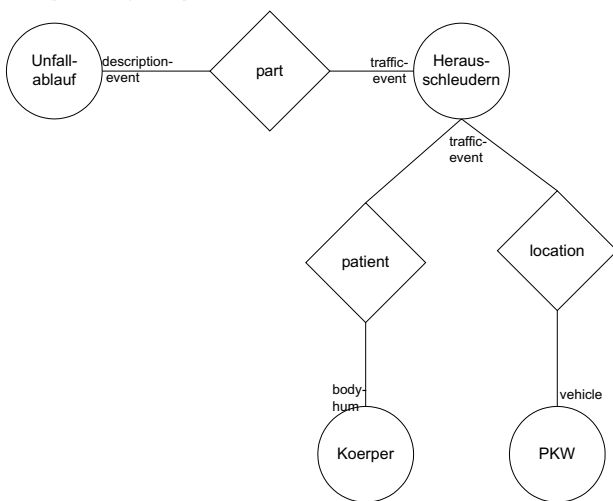 Unfall-
ablauf
description-
event
part
traffic-
event
Heraus-
schleudern
traffic-
event
patient
location
body-
hum
vehicle
Koerper
PKW